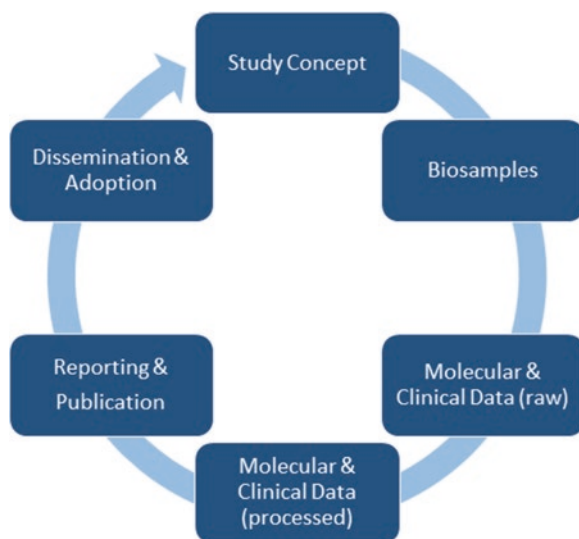 Study Concept
Biosamples
Molecular &
Clinical Data (raw)
Molecular &
Clinical Data
(processed)
Reporting &
Publication
Dissemination &
Adoption